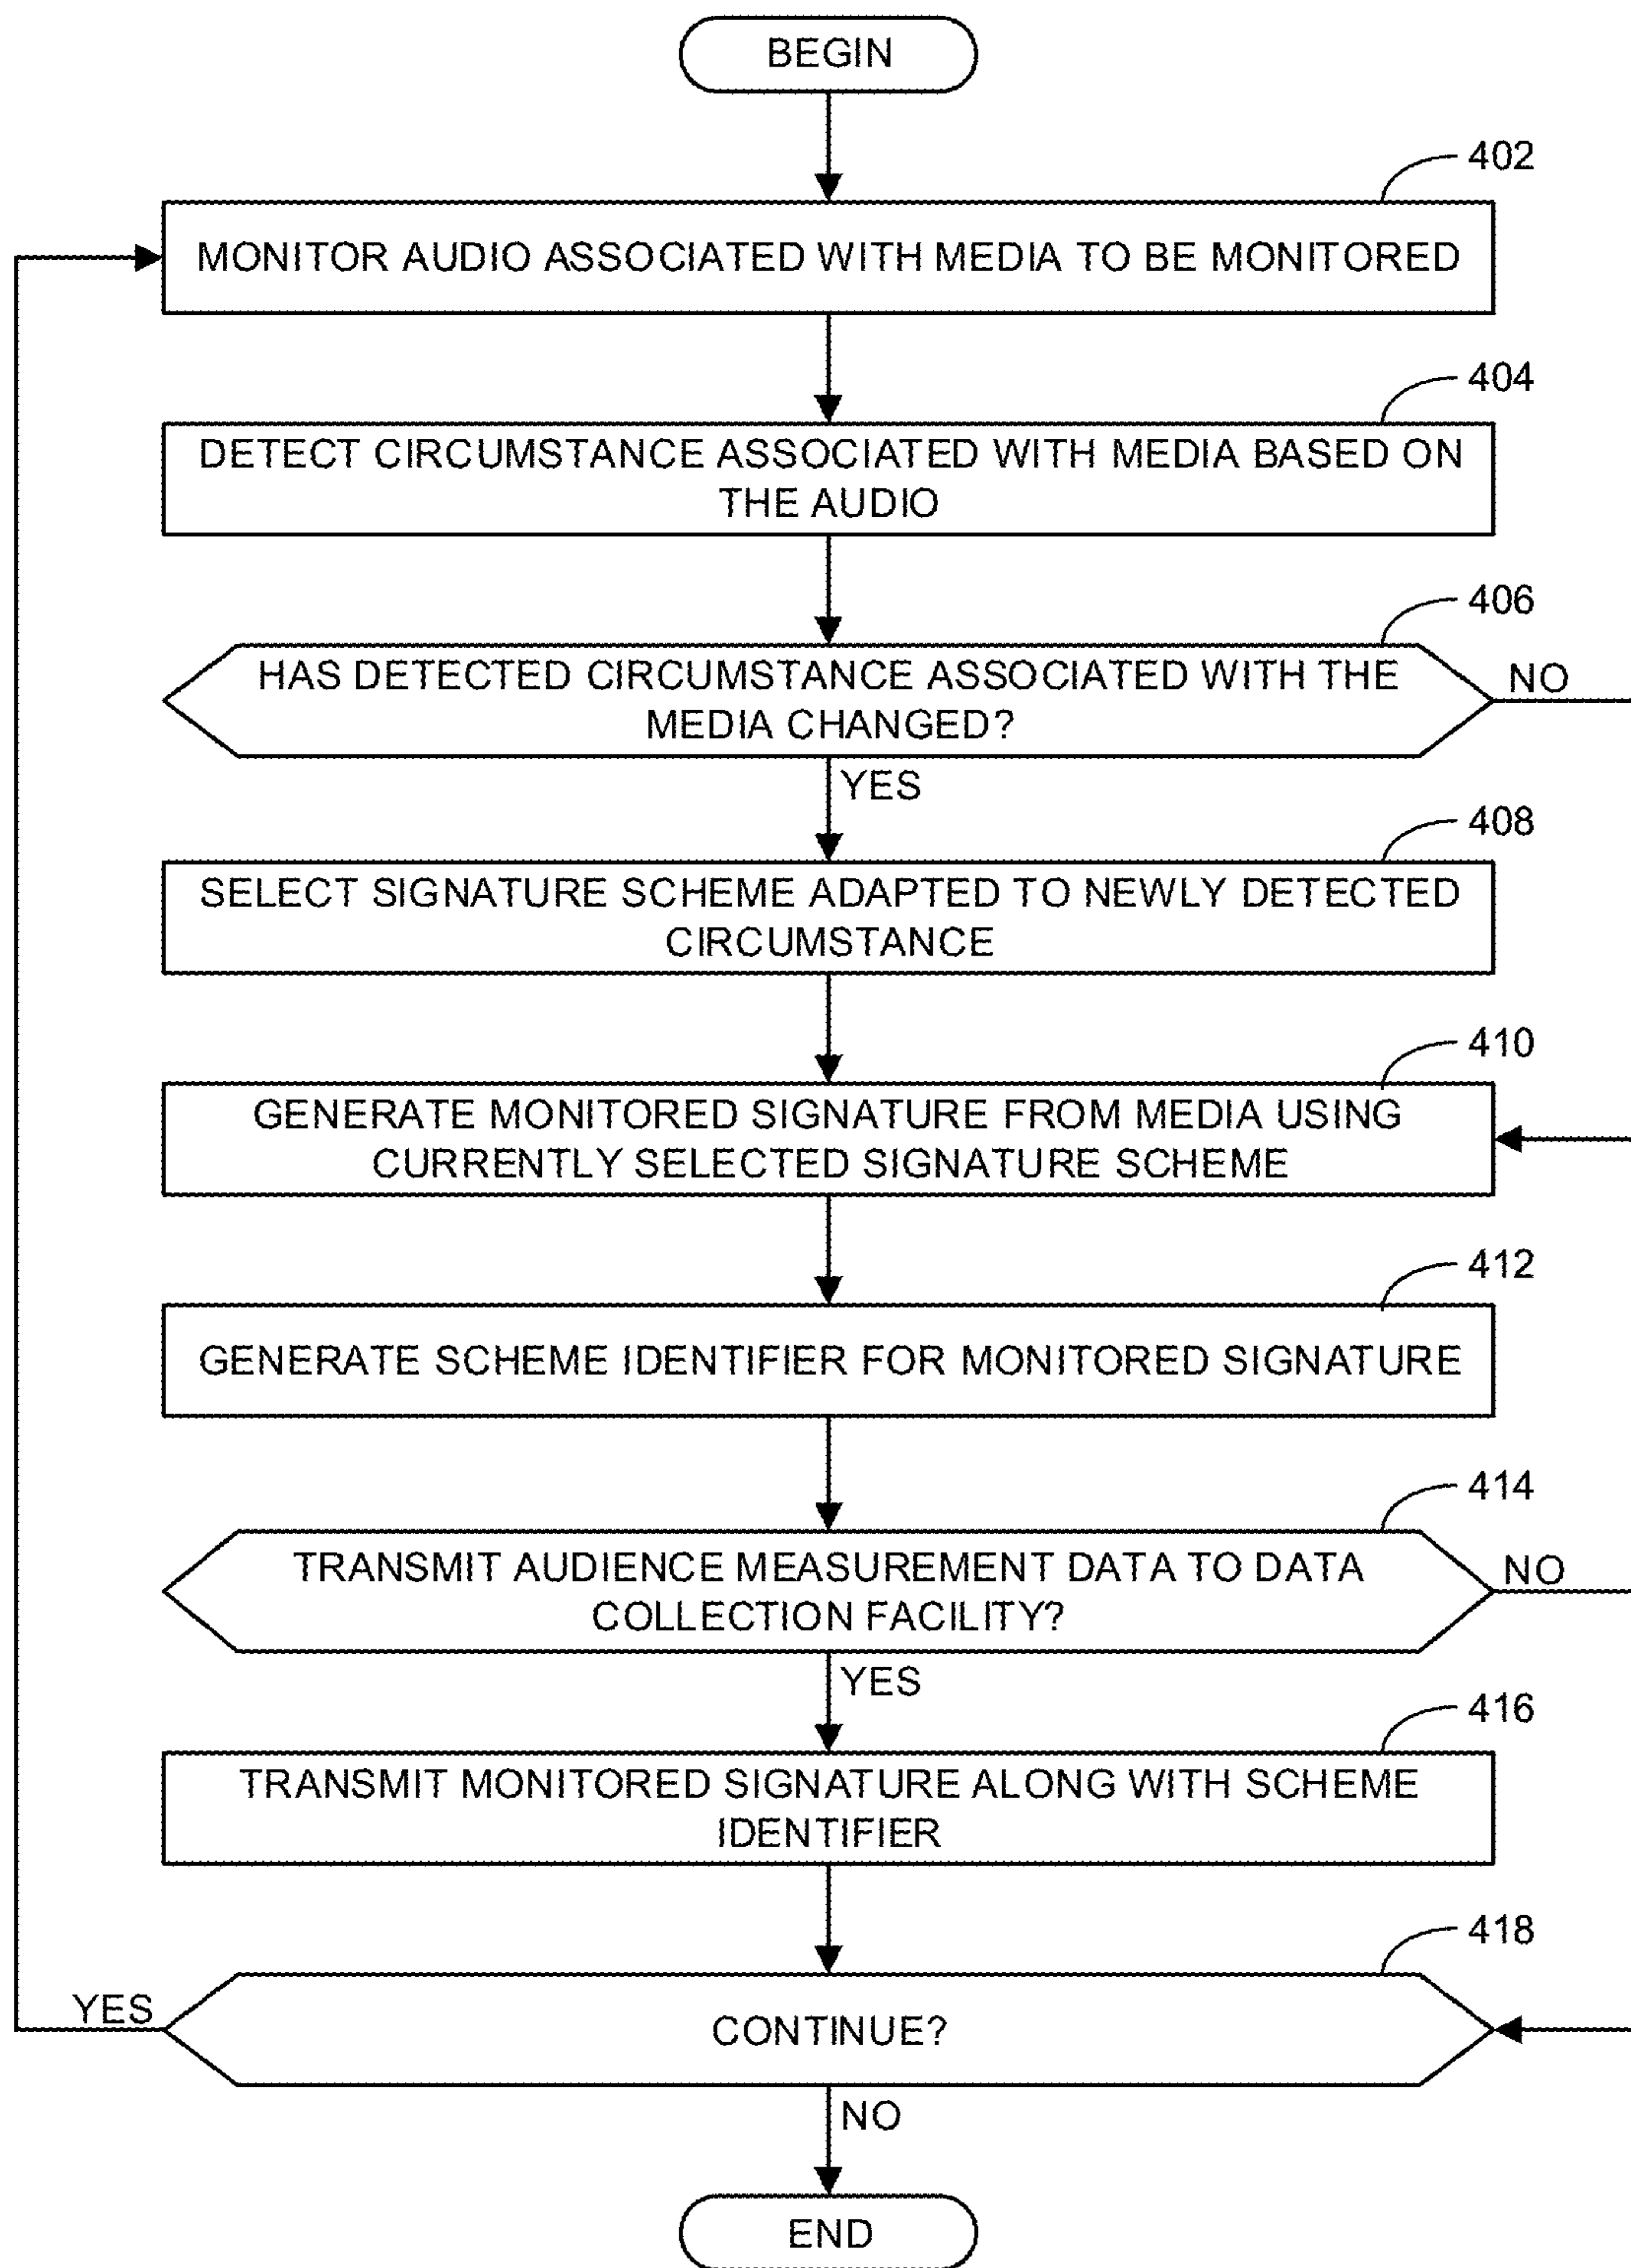 BEGIN
402
MONITOR AUDIO ASSOCIATED WITH MEDIA TO BE MONITORED
404
DETECT CIRCUMSTANCE ASSOCIATED WITH MEDIA BASED ON
THE AUDIO
406
HAS DETECTED CIRCUMSTANCE ASSOCIATED WITH THE
MEDIA CHANGED?
NO
YES
408
SELECT SIGNATURE SCHEME ADAPTED TO NEWLY DETECTED
CIRCUMSTANCE
410
GENERATE MONITORED SIGNATURE FROM MEDIA USING
CURRENTLY SELECTED SIGNATURE SCHEME
412
GENERATE SCHEME IDENTIFIER FOR MONITORED SIGNATURE
414
TRANSMIT AUDIENCE MEASUREMENT DATA TO DATA
COLLECTION FACILITY?
NO
YES
416
TRANSMIT MONITORED SIGNATURE ALONG WITH SCHEME
IDENTIFIER
418
YES
CONTINUE?
NO
END